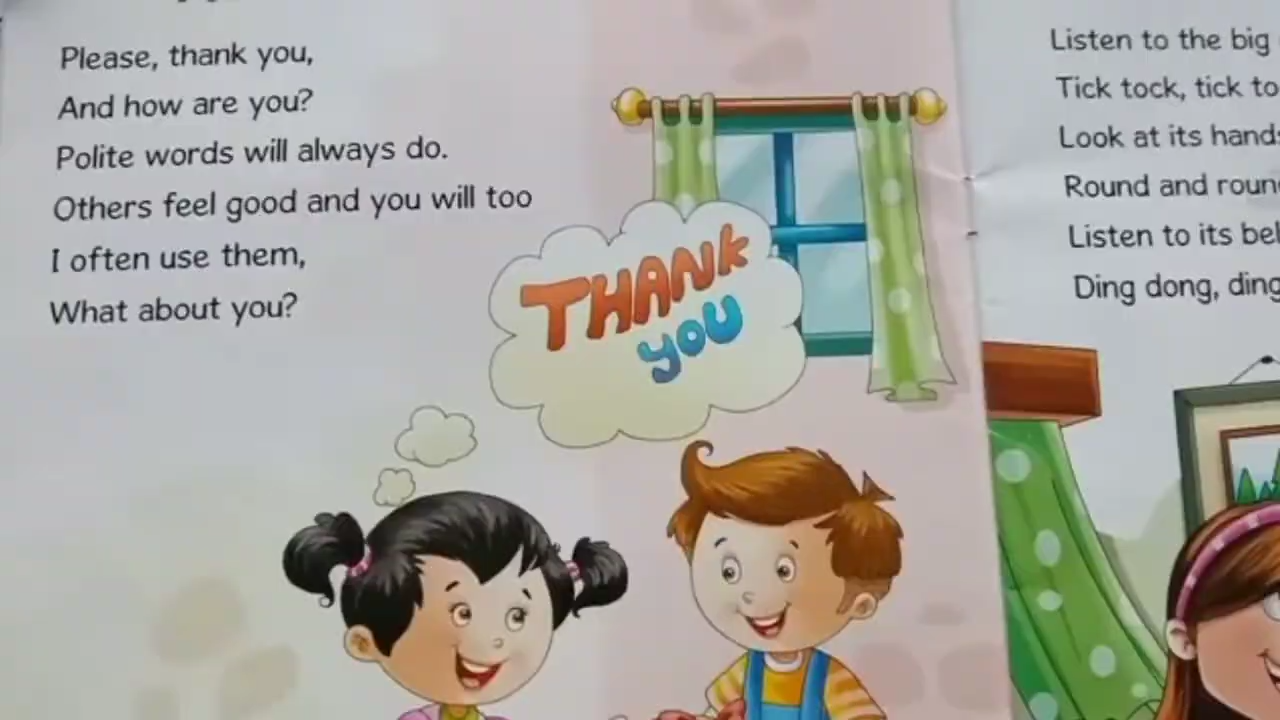 Please, thank you,
And how are you?
Polite words will always do.
Others feel good and you will too
I often use them,
What about you?
THANK
you
Listen to the big
Tick tock, tick
Look at its
Round and
Listen to its
Ding dong,